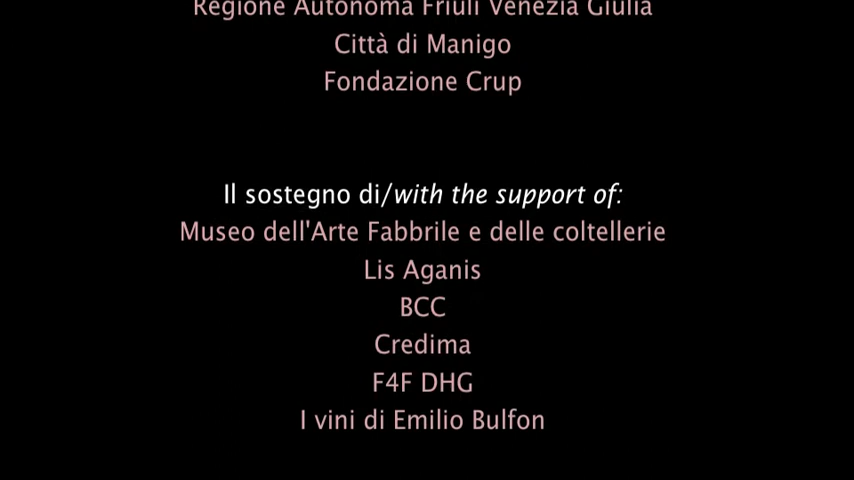 Regione Autonoma Friuli Venezia Giulia
Città di Manigo
Fondazione Crup
Il sostegno di/with the support of:
Museo dell'Arte Fabbrile e delle coltellerie
Lis Aganis
BCC
Credima
F4F DHG
I vini di Emilio Bulfon